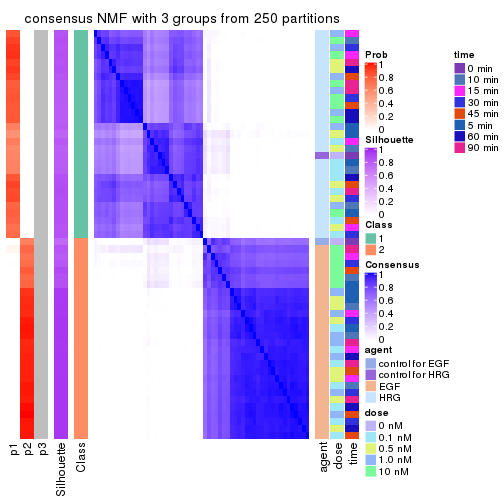 consensus NMF with 3 groups from 250 partitions
Prob
1
0.8
0.6
0.4
0.2
0
Silhouette
1
0.8
0.6
0.4
0.2
0
Class
1
2
Consensus
1
0.8
0.6
0.4
0.2
0
agent
control for EGF
control for HRG
EGF
HRG
dose
0 nM
0.1 nM
0.5 nM
1.0 nM
10 nM
time
0 min
10 min
15 min
30 min
45 min
5 min
60 min
90 min
p1
p2
p3
Silhouette
Class
agent
dose
time